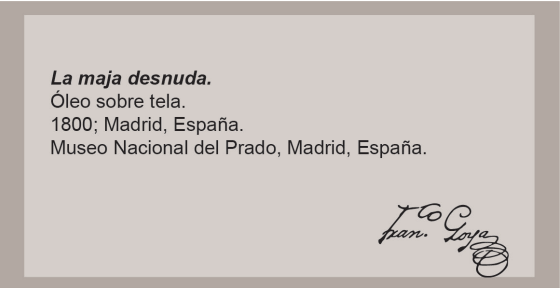 La maja desnuda.
Óleo sobre tela.
1800; Madrid, España.
Museo Nacional del Prado, Madrid, España.
Fran.co Goya